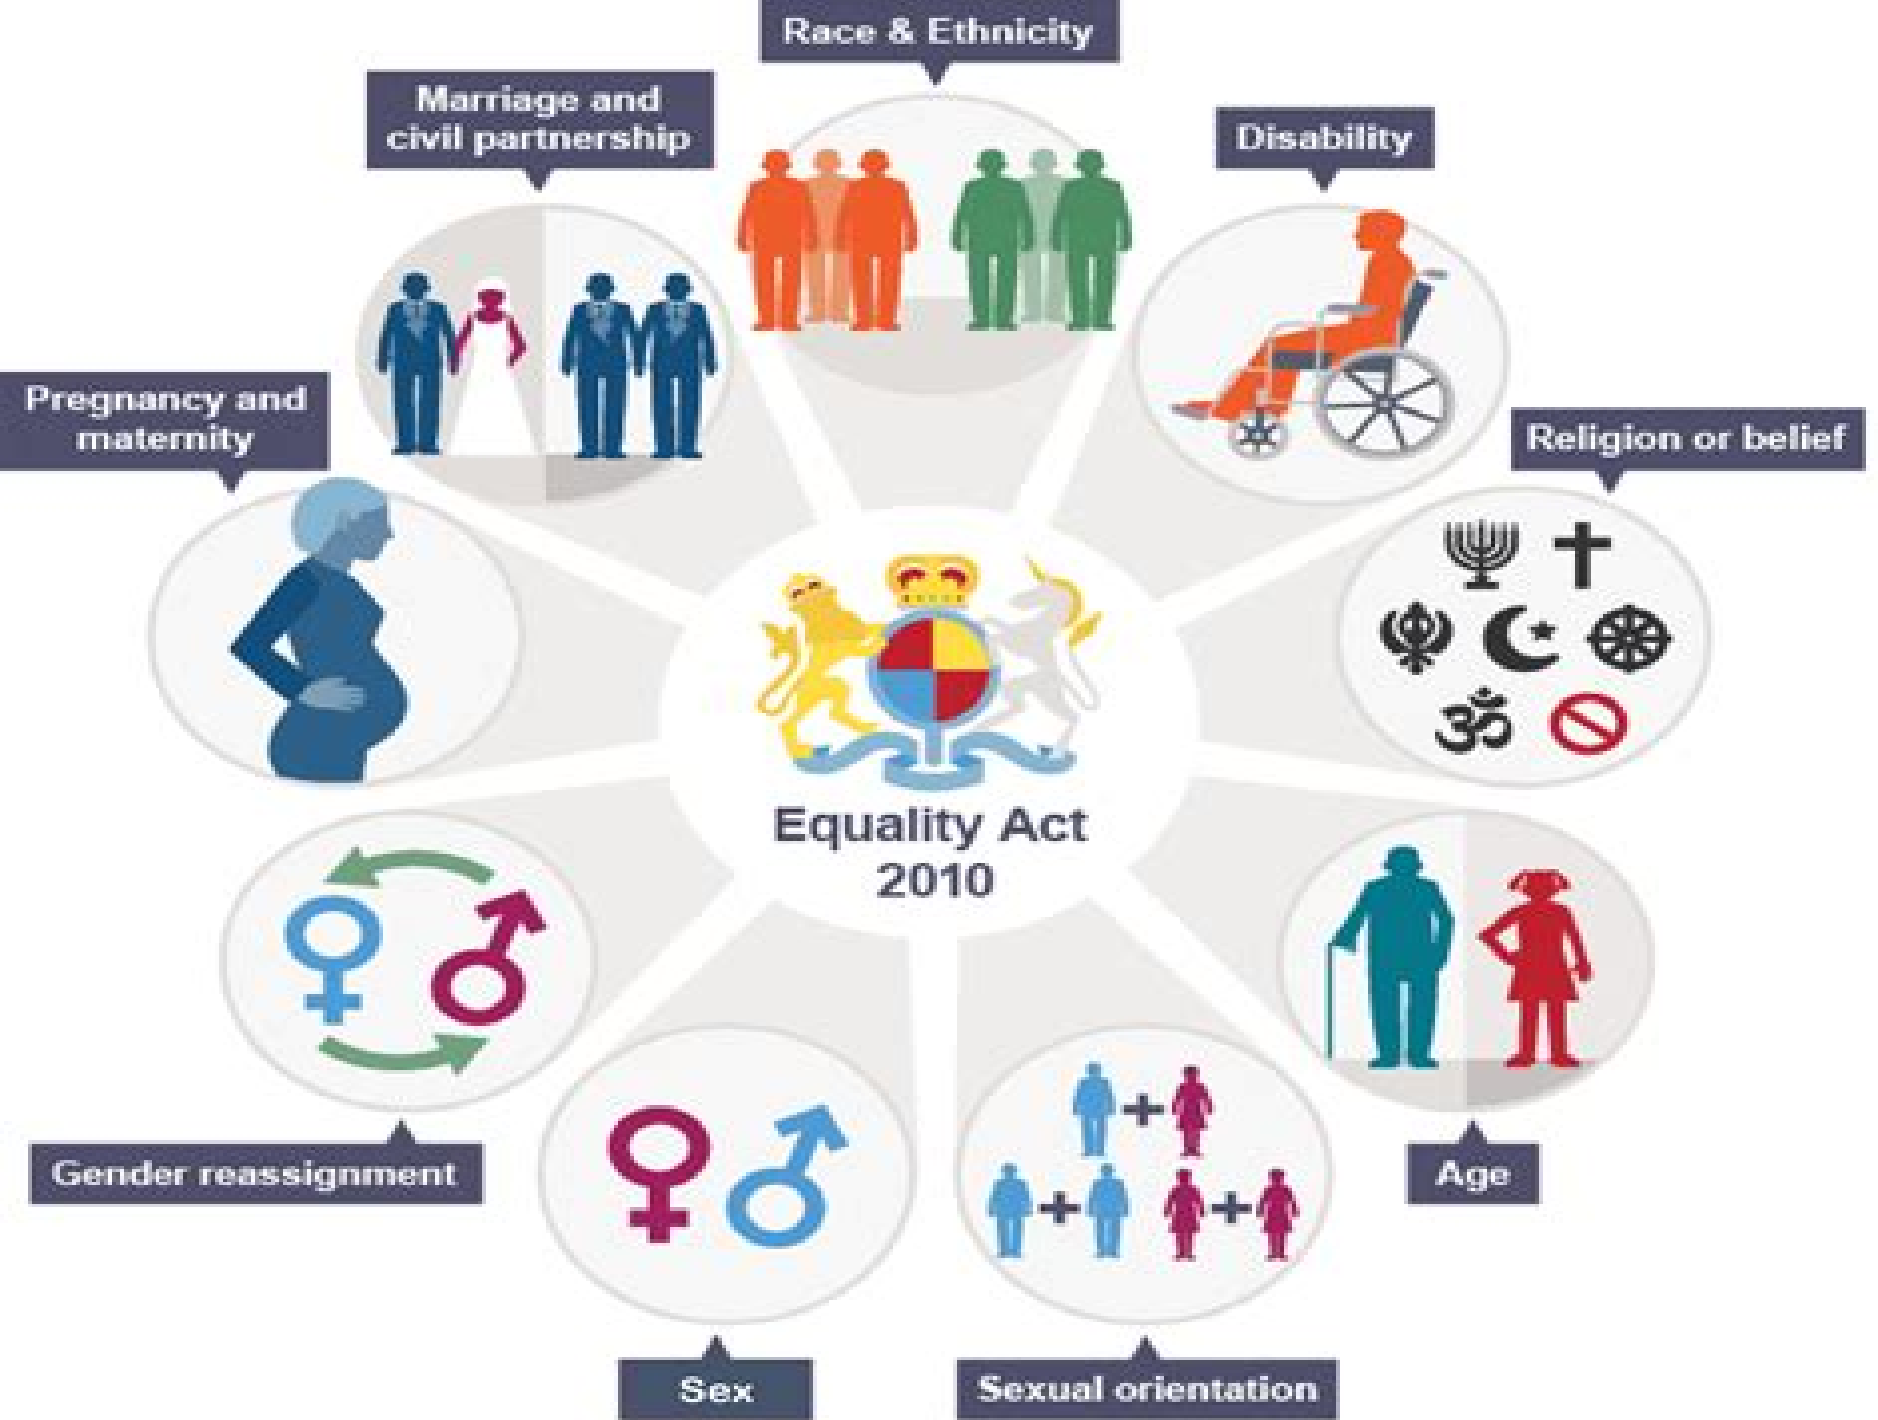 Race & Ethnicity
Marriage and
civil partnership
Disability
Pregnancy and
maternity
Religion or belief
Equality Act
2010
Gender reassignment
Age
Sex
Sexual orientation